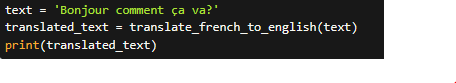 text = 'Bonjour comment ça va?'
translated_text = translate_french_to_english(text)
print(translated_text)